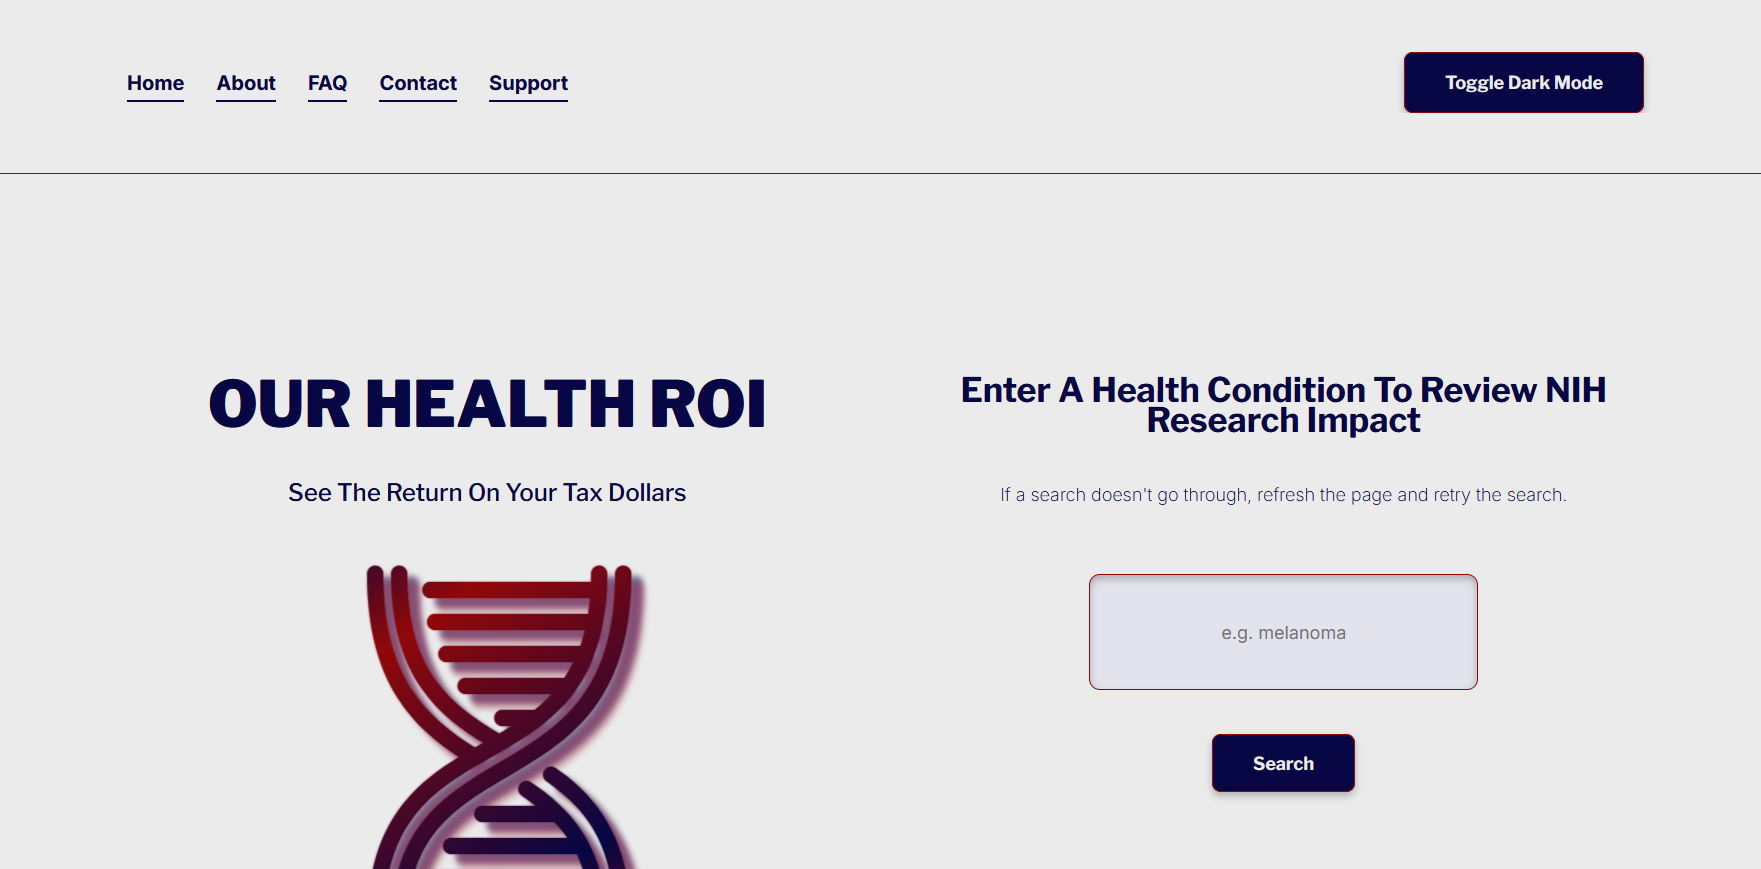 Home About FAQ Contact Support
Toggle Dark Mode
OUR HEALTH ROI
See The Return On Your Tax Dollars
Enter A Health Condition To Review NIH
Research Impact
If a search doesn't go through, refresh the page and retry the search.
e.g. melanoma
Search